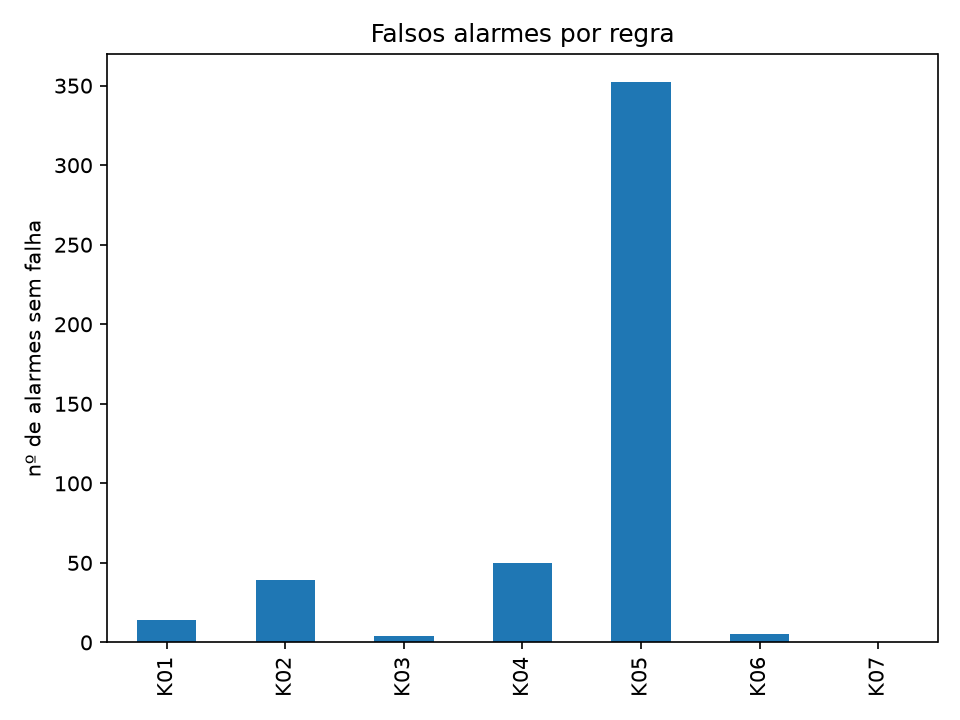 Falsos alarmes por regra
nº de alarmes sem falha
350
300
250
200
150
100
50
0
K01
K02
K03
K04
K05
K06
K07